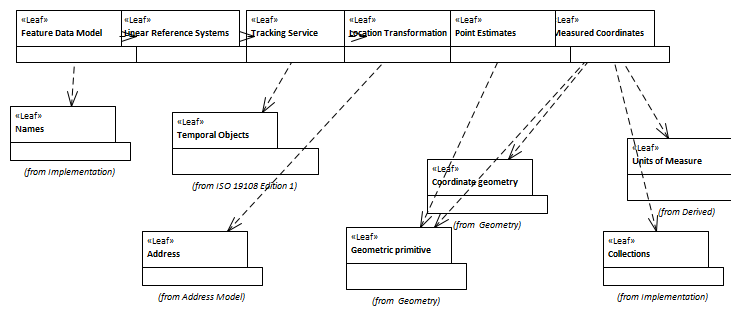 «Leaf»
Feature Data Model
«Leaf»
Linear Reference Systems
«Leaf»
Tracking Service
«Leaf»
Location Transformation
«Leaf»
Point Estimates
«Leaf»
Measured Coordinates
«Leaf»
Names
(from Implementation)
«Leaf»
Temporal Objects
(from ISO 19108 Edition 1)
«Leaf»
Coordinate geometry
(from Geometry)
«Leaf»
Units of Measure
(from Derived)
«Leaf»
Address
(from Address Model)
«Leaf»
Geometric primitive
(from Geometry)
«Leaf»
Collections
(from Implementation)